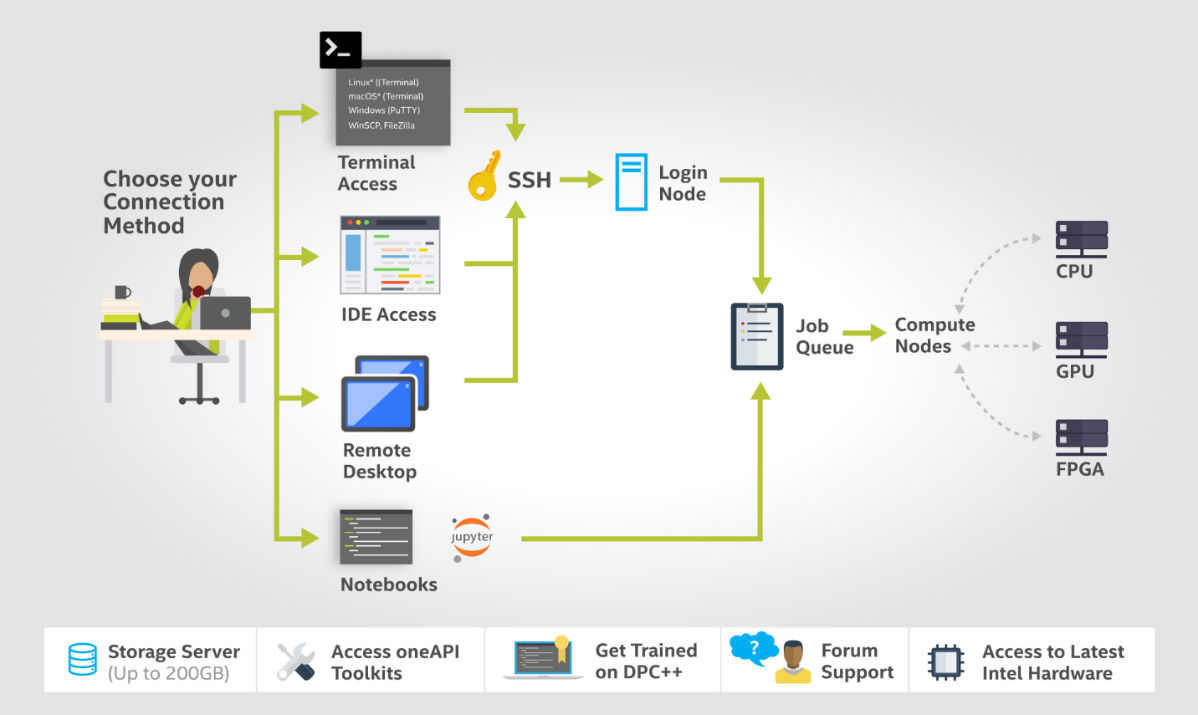 Linux* ((Terminal)
macOS* (Terminal)
Windows (PuTTY)
WinSCP, FileZilla
Terminal
Access
Choose your
Connection
Method
SSH
Login
Node
IDE Access
Job
Queue
Compute
Nodes
CPU
GPU
FPGA
Remote
Desktop
jupyter
Notebooks
Storage Server
(Up to 200GB)
Access oneAPI
Toolkits
Get Trained
on DPC++
?
Forum
Support
Access to Latest
Intel Hardware